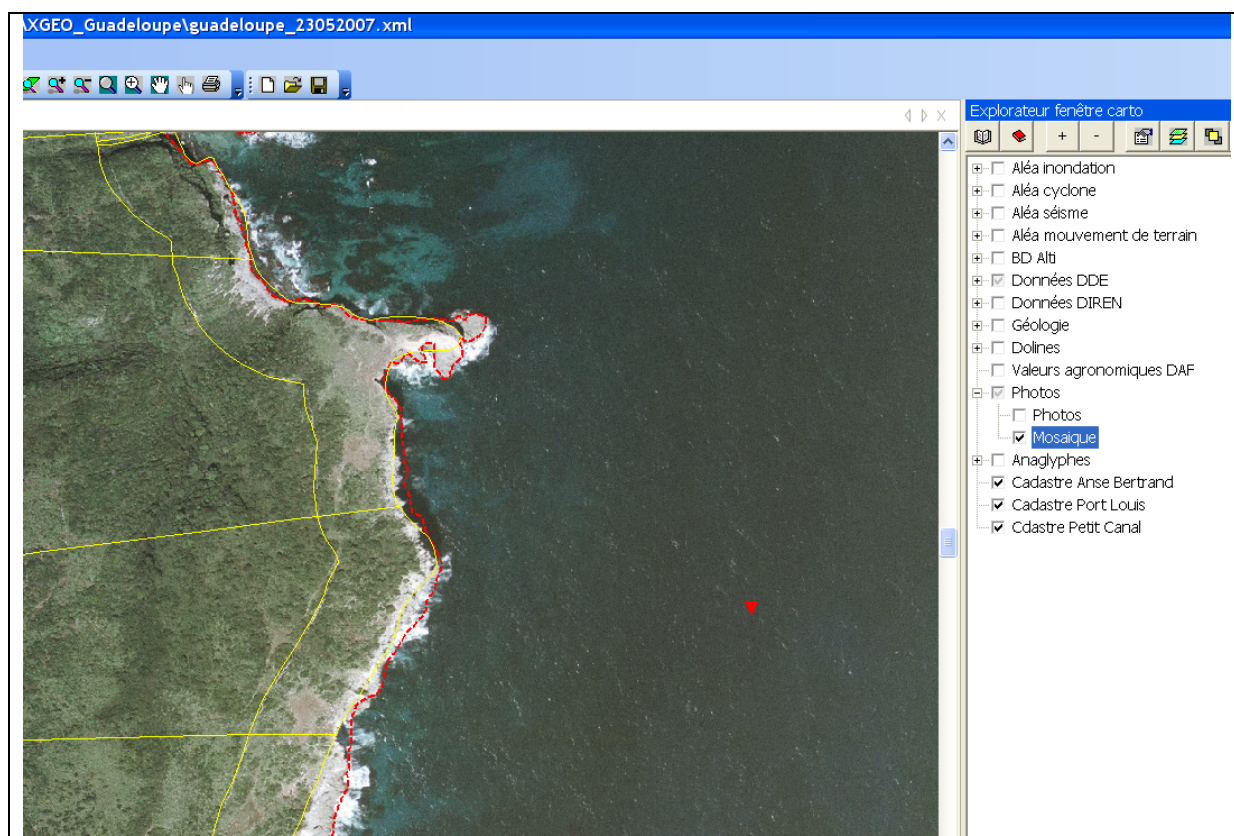 \XGEO_Guadeloupe\guadeloupe_23052007.xml
Explorateur fenêtre carto
Aléa inondation
Aléa cyclone
Aléa séisme
Aléa mouvement de terrain
BD Alti
Données DDE
Données DIREN
Géologie
Dolines
Valeurs agronomiques DAF
Photos
Photos
Mosaique
Anaglyphes
Cadastre Anse Bertrand
Cadastre Port Louis
Cdastre Petit Canal